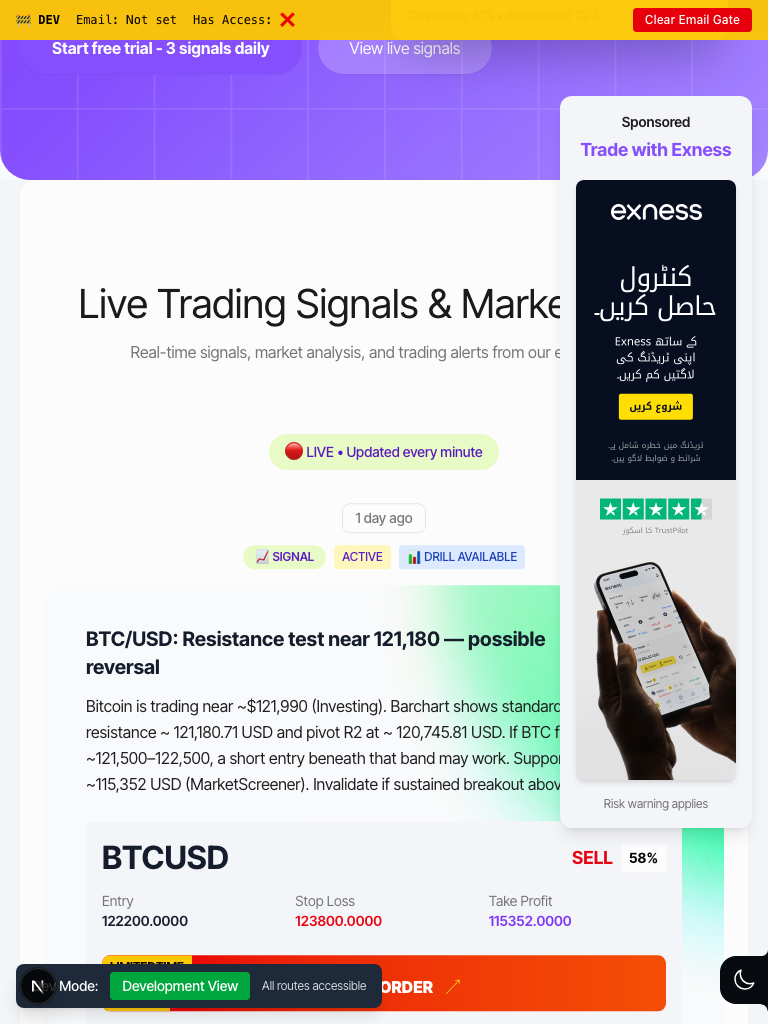 🚧 DEV Email: Not set Has Access: ❌
Clear Email Gate
Confidence: 37% • Risk/Reward: 1:2.3
Start free trial - 3 signals daily
View live signals
Sponsored
Trade with Exness
exness
کنٹرول
حاصل کریں۔
Exness کے ساتھ
اپنی ٹریڈنگ کی
لاگتیں کم کریں۔
شروع کریں
ٹریڈنگ میں خطرہ شامل ہے۔
شرائط و ضوابط لاگو ہیں۔
TrustPilot کا اسکور
Risk warning applies
Live Trading Signals & Marke
Real-time signals, market analysis, and trading alerts from our e
🔴 LIVE • Updated every minute
1 day ago
📈 SIGNAL
ACTIVE
📊 DRILL AVAILABLE
BTC/USD: Resistance test near 121,180 — possible
reversal
Bitcoin is trading near ~$121,990 (Investing). Barchart shows standard
resistance ~ 121,180.71 USD and pivot R2 at ~ 120,745.81 USD. If BTC f
~121,500–122,500, a short entry beneath that band may work. Suppor
~115,352 USD (MarketScreener). Invalidate if sustained breakout abov
BTCUSD
SELL 58%
Entry
122200.0000
Stop Loss
123800.0000
Take Profit
115352.0000
ORDER
Mode:
Development View
All routes accessible